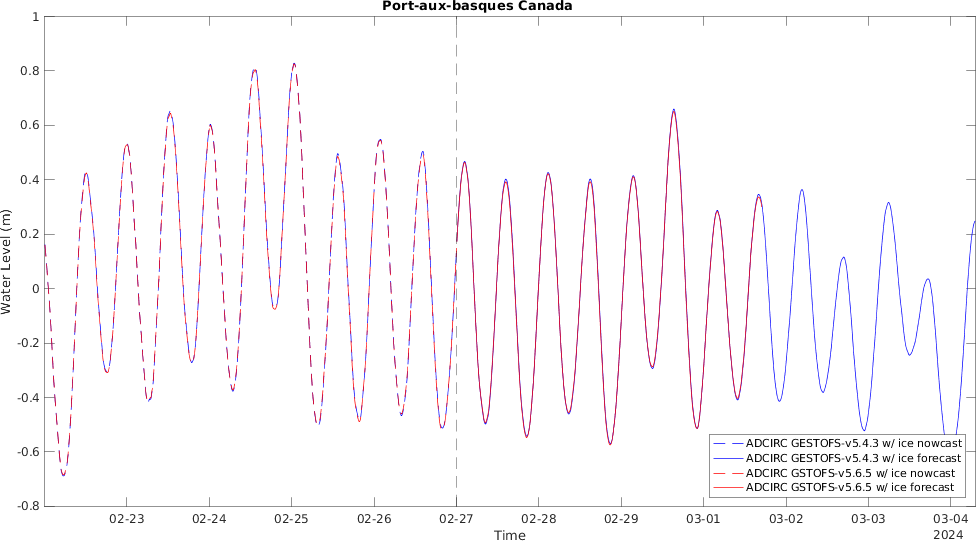 Port-aux-basques Canada
1
0.8
0.6
0.4
0.2
0
-0.2
-0.4
-0.6
-0.8
Water Level (m)
ADCIRC GESTOFS-v5.4.3 w/ ice nowcast
ADCIRC GESTOFS-v5.4.3 w/ ice forecast
ADCIRC GSTOFS-v5.6.5 w/ ice nowcast
ADCIRC GSTOFS-v5.6.5 w/ ice forecast
02-23 02-24 02-25 02-26 02-27 02-28 02-29 03-01 03-02 03-03 03-04
2024
Time